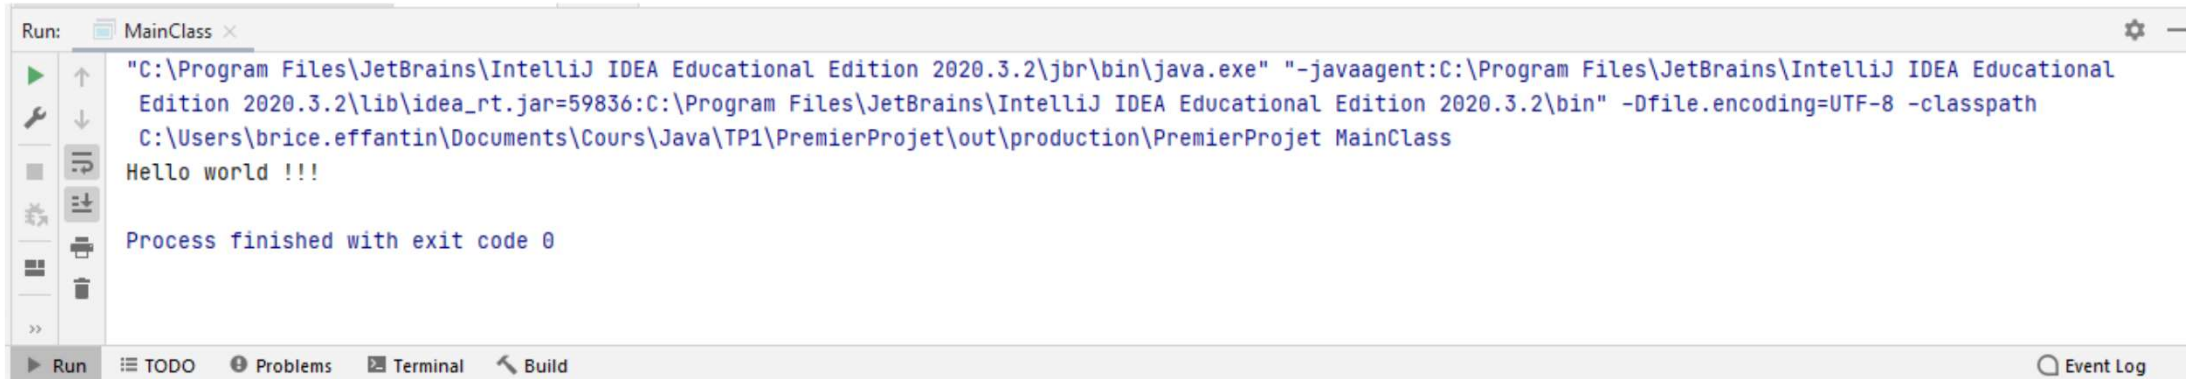 Run: MainClass
"C:\Program Files\JetBrains\IntelliJ IDEA Educational Edition 2020.3.2\jbr\bin\java.exe" "-javaagent:C:\Program Files\JetBrains\IntelliJ IDEA Educational
Edition 2020.3.2\lib\idea_rt.jar=59836:C:\Program Files\JetBrains\IntelliJ IDEA Educational Edition 2020.3.2\bin" -Dfile.encoding=UTF-8 -classpath
C:\Users\brice.effantin\Documents\Cours\Java\TP1\PremierProjet\out\production\PremierProjet MainClass
Hello world !!!
Process finished with exit code 0
Run TODO Problems Terminal Build Event Log